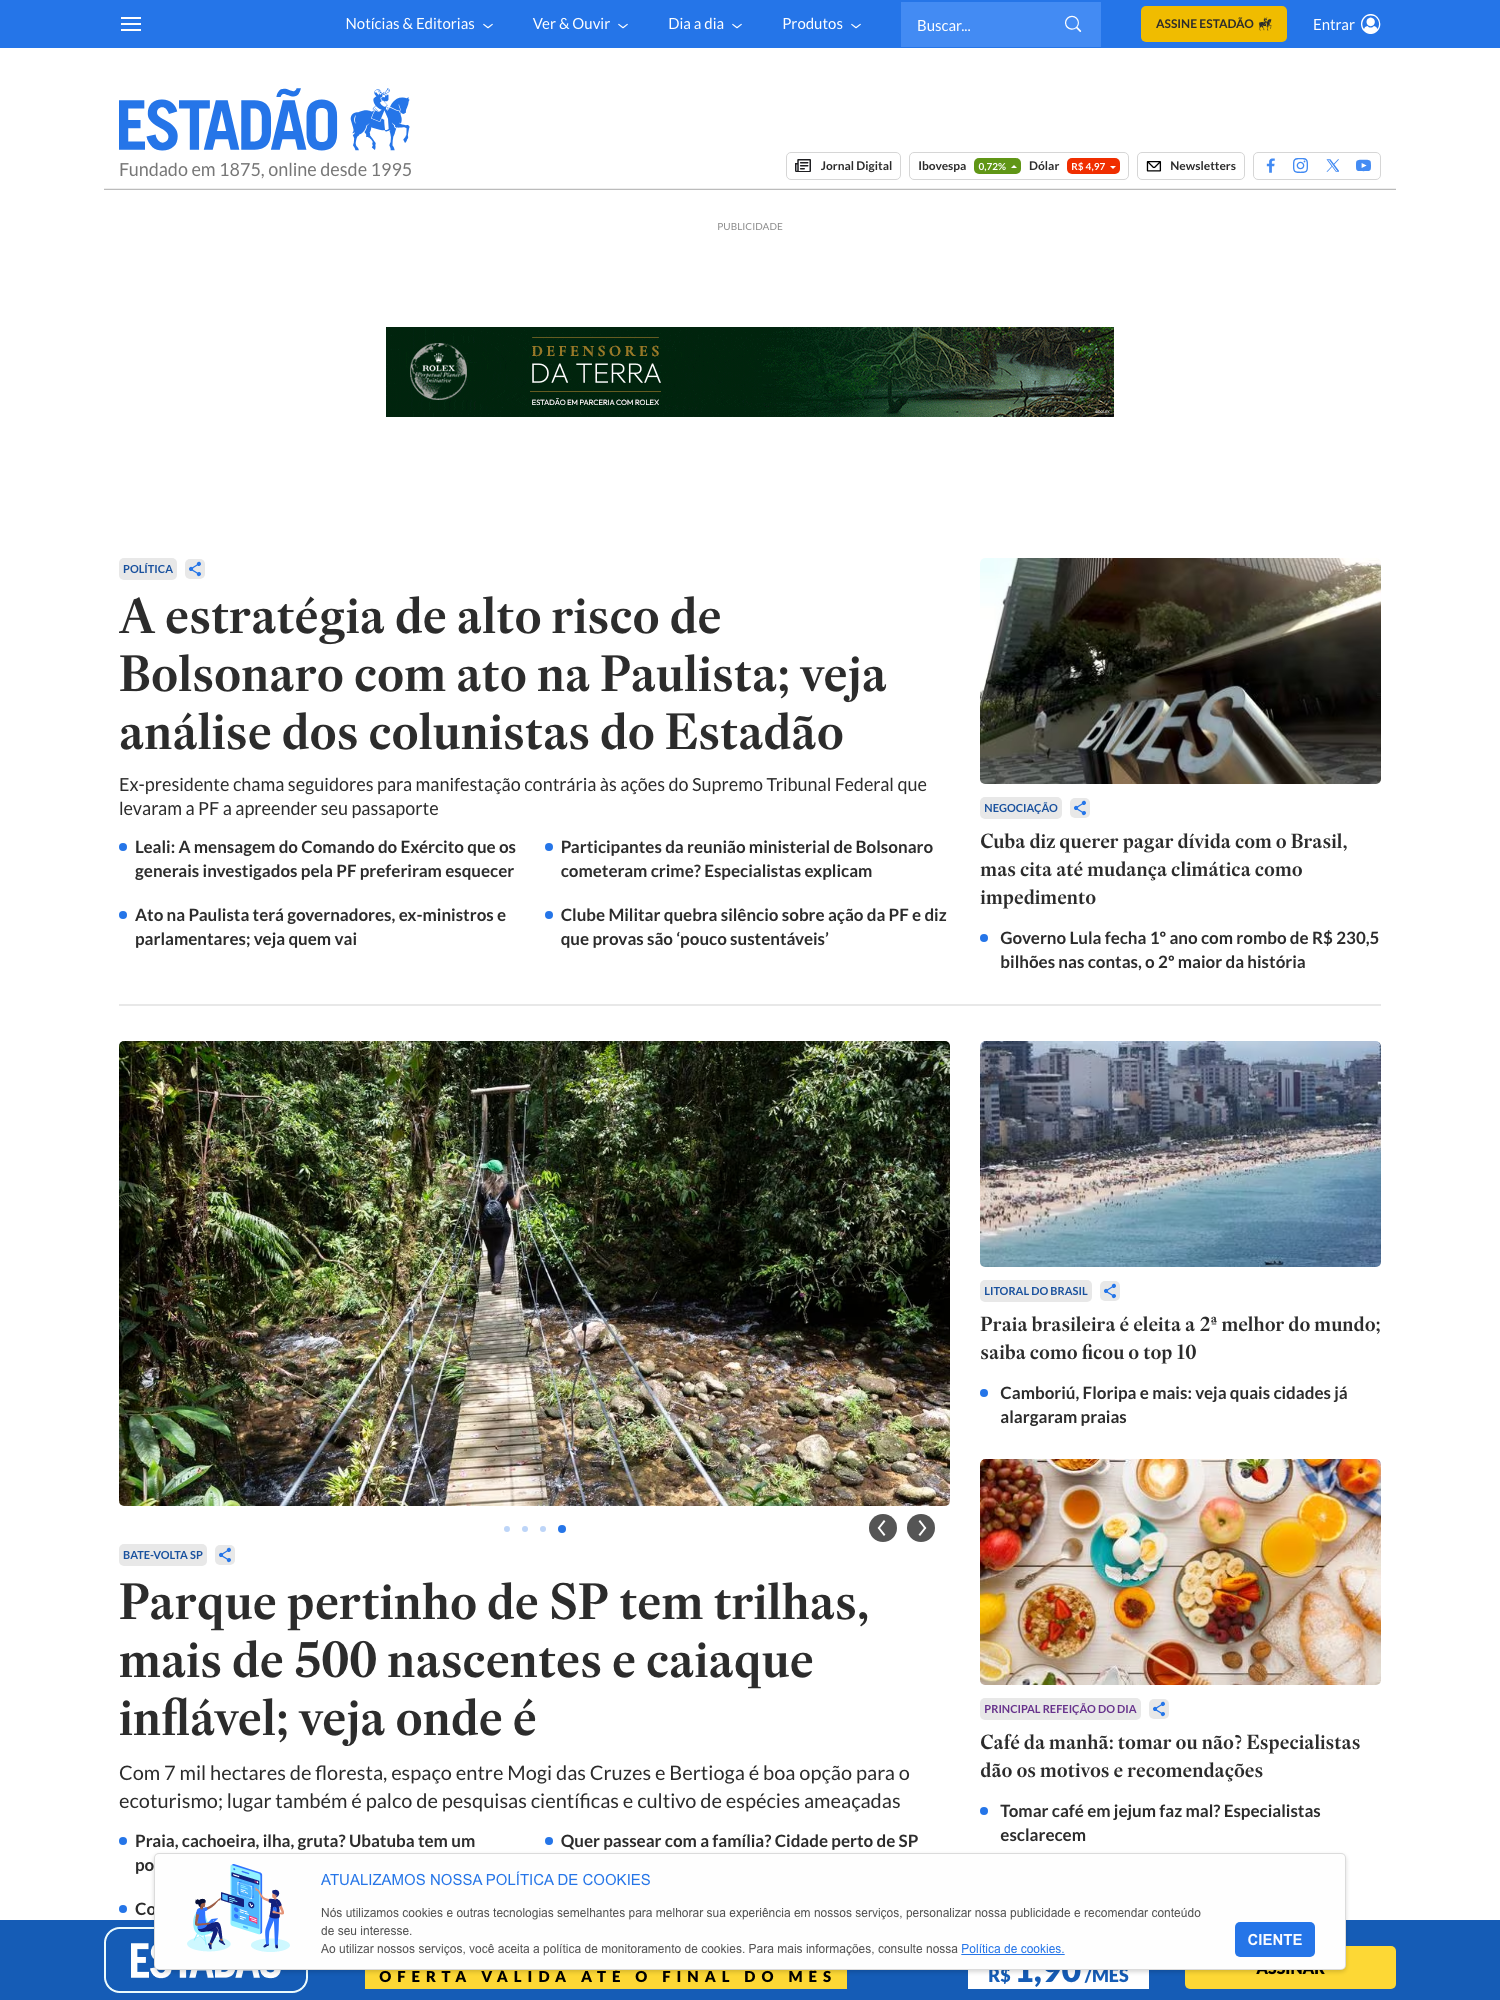 Notícias & Editorias
Ver & Ouvir
Dia a dia
Produtos
Buscar...
ASSINE ESTADÃO
Entrar
ESTADÃO
Fundado em 1875, online desde 1995
Jornal Digital
Ibovespa 0,72% Dólar R$ 4,97
Newsletters
PUBLICIDADE
ROLEX
Perpetual Planet
Initiative
DEFENSORES
DA TERRA
ESTADÃO EM PARCERIA COM ROLEX
POLÍTICA
A estratégia de alto risco de
Bolsonaro com ato na Paulista; veja
análise dos colunistas do Estadão
Ex-presidente chama seguidores para manifestação contrária às ações do Supremo Tribunal Federal que
levaram a PF a apreender seu passaporte
Leali: A mensagem do Comando do Exército que os
generais investigados pela PF preferiram esquecer
Participantes da reunião ministerial de Bolsonaro
cometeram crime? Especialistas explicam
Ato na Paulista terá governadores, ex-ministros e
parlamentares; veja quem vai
Clube Militar quebra silêncio sobre ação da PF e diz
que provas são ‘pouco sustentáveis’
BNDES
NEGOCIAÇÃO
Cuba diz querer pagar dívida com o Brasil,
mas cita até mudança climática como
impedimento
Governo Lula fecha 1º ano com rombo de R$ 230,5
bilhões nas contas, o 2º maior da história
BATE-VOLTA SP
Parque pertinho de SP tem trilhas,
mais de 500 nascentes e caiaque
inflável; veja onde é
Com 7 mil hectares de floresta, espaço entre Mogi das Cruzes e Bertioga é boa opção para o
ecoturismo; lugar também é palco de pesquisas científicas e cultivo de espécies ameaçadas
Praia, cachoeira, ilha, gruta? Ubatuba tem um
po
Quer passear com a família? Cidade perto de SP
Co
LITORAL DO BRASIL
Praia brasileira é eleita a 2ª melhor do mundo;
saiba como ficou o top 10
Camboriú, Floripa e mais: veja quais cidades já
alargaram praias
PRINCIPAL REFEIÇÃO DO DIA
Café da manhã: tomar ou não? Especialistas
dão os motivos e recomendações
Tomar café em jejum faz mal? Especialistas
esclarecem
ATUALIZAMOS NOSSA POLÍTICA DE COOKIES
Nós utilizamos cookies e outras tecnologias semelhantes para melhorar sua experiência em nossos serviços, personalizar nossa publicidade e recomendar conteúdo
de seu interesse.
Ao utilizar nossos serviços, você aceita a política de monitoramento de cookies. Para mais informações, consulte nossa Política de cookies.
CIENTE
ESTADÃO
OFERTA VÁLIDA ATÉ O FINAL DO MÊS
R$ 1,90 /MÊS
ASSINAR